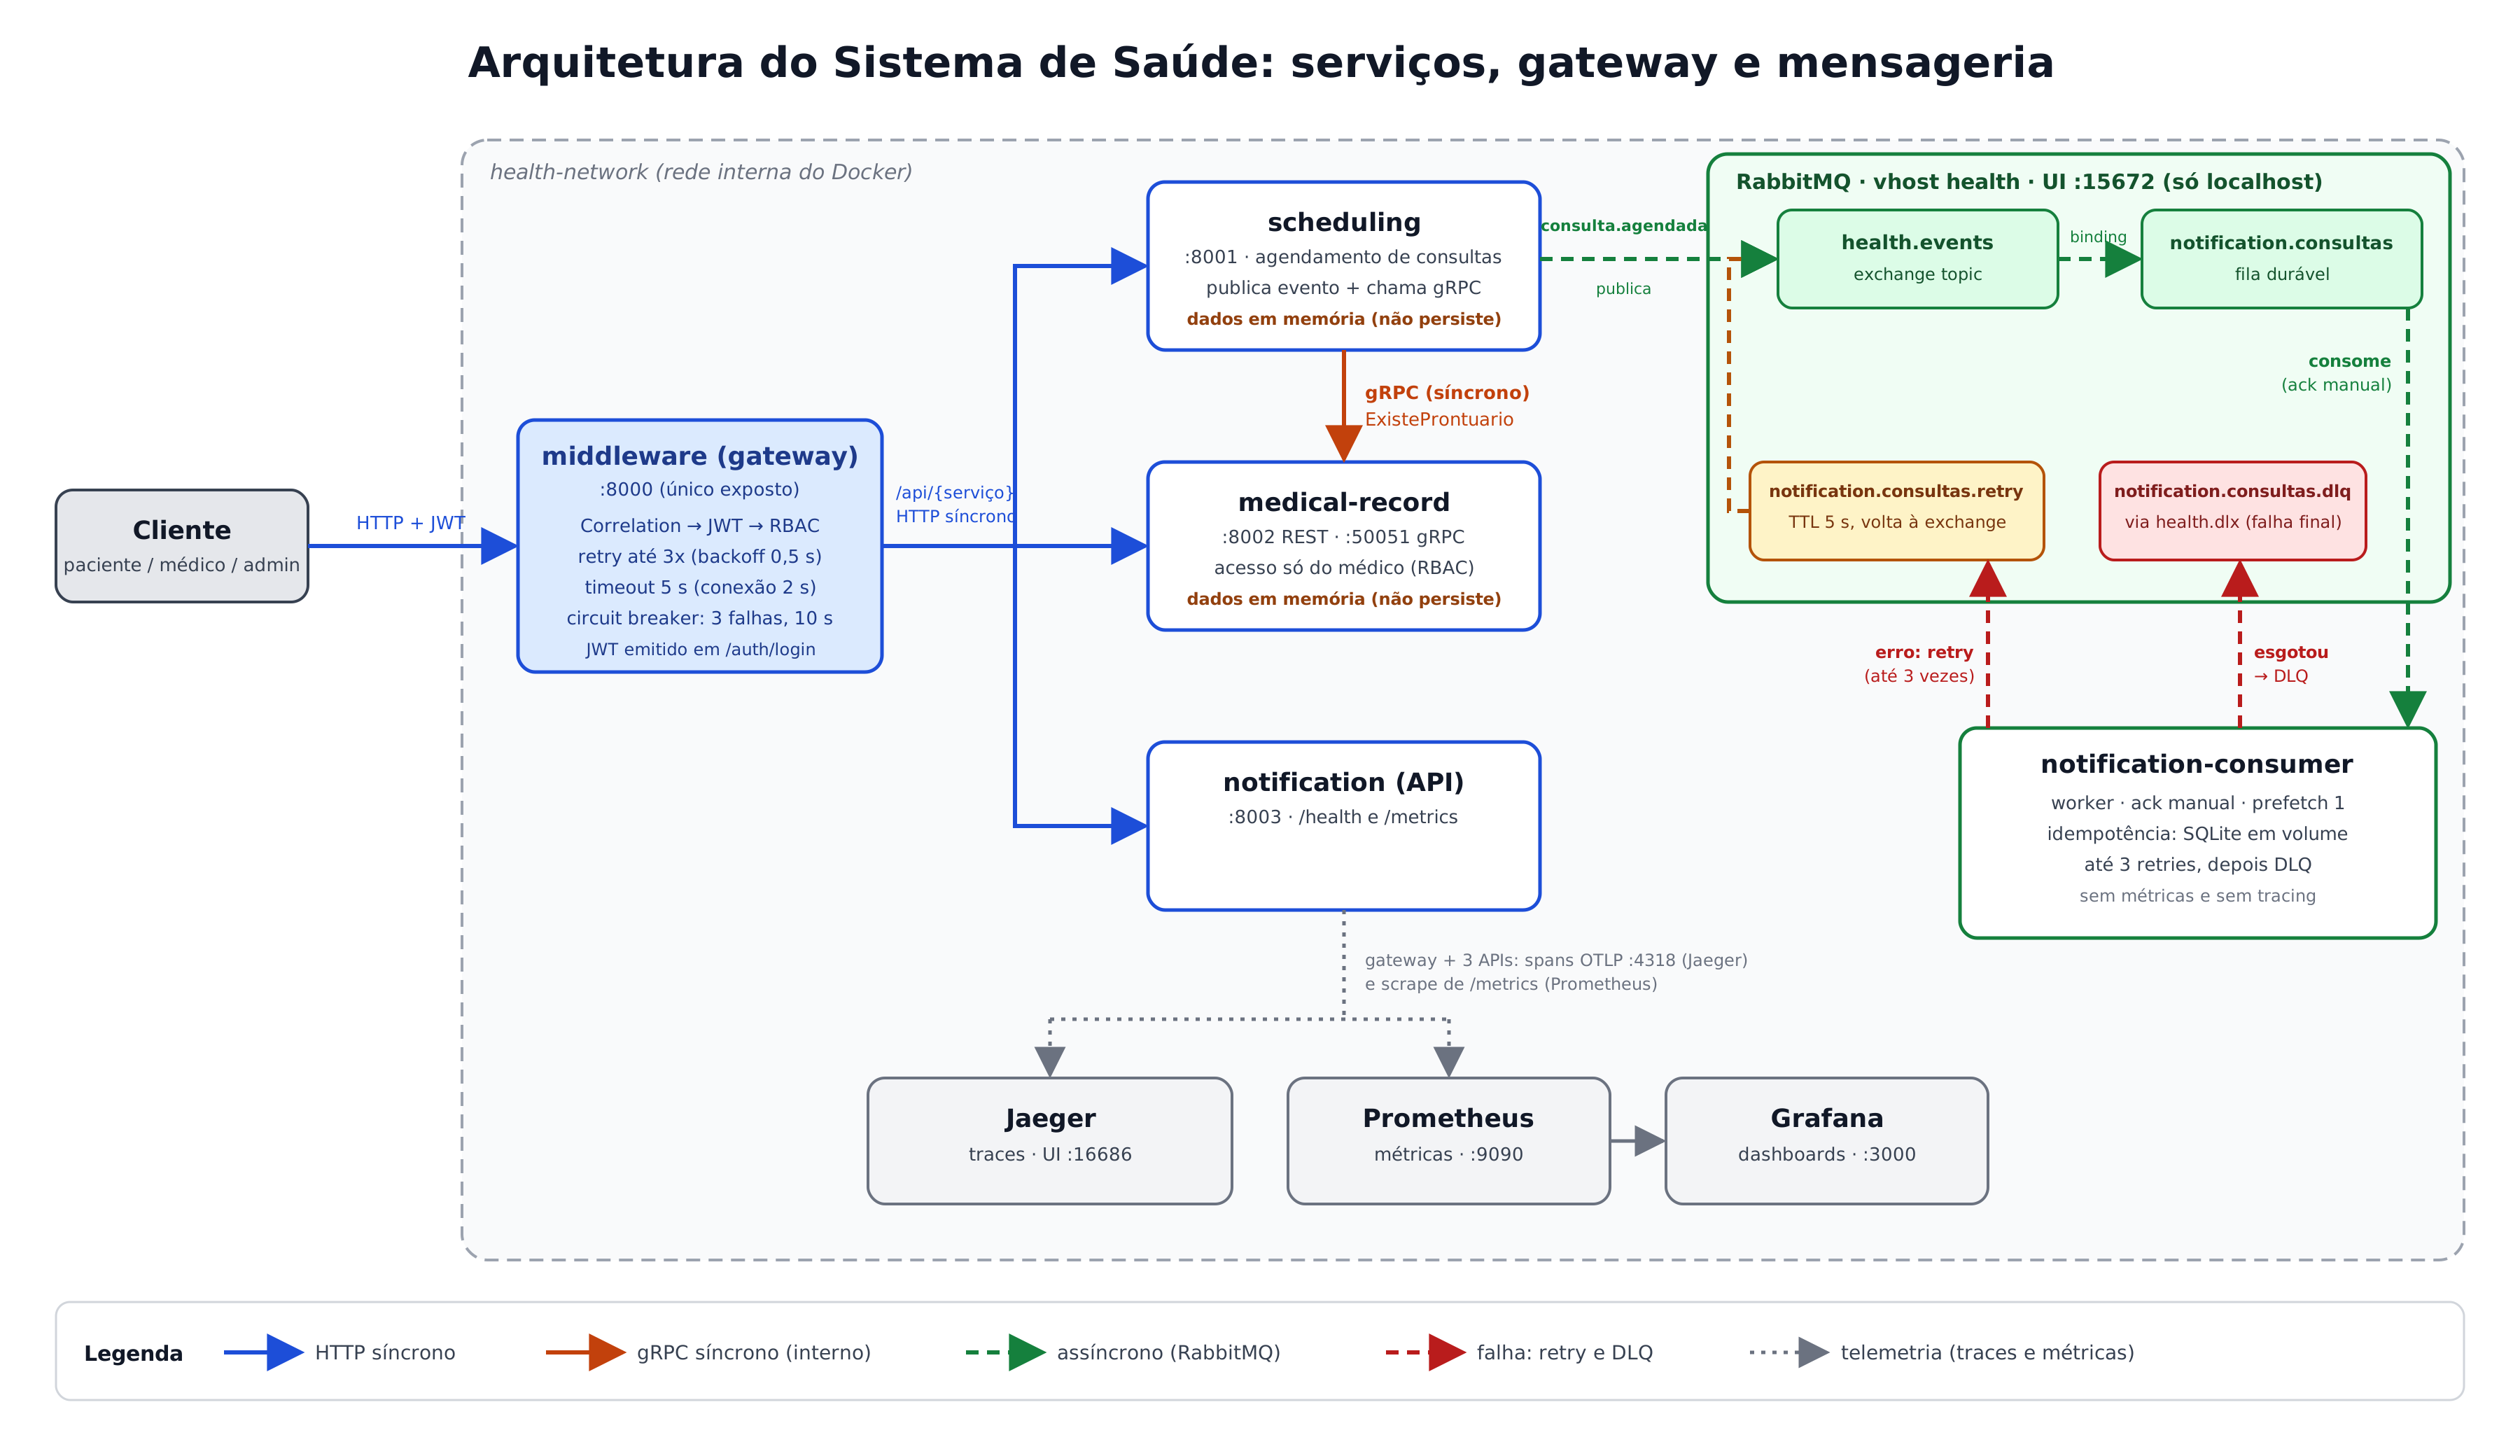 Arquitetura do Sistema de Saúde: serviços, gateway e mensageria
health-network (rede interna do Docker)
Cliente
paciente / médico / admin
HTTP + JWT
middleware (gateway)
:8000 (único exposto)
Correlation → JWT → RBAC
retry até 3x (backoff 0,5 s)
timeout 5 s (conexão 2 s)
circuit breaker: 3 falhas, 10 s
JWT emitido em /auth/login
/api/{serviço}
HTTP síncrono
scheduling
:8001 · agendamento de consultas
publica evento + chama gRPC
dados em memória (não persiste)
gRPC (síncrono)
ExisteProntuario
medical-record
:8002 REST · :50051 gRPC
acesso só do médico (RBAC)
dados em memória (não persiste)
notification (API)
:8003 · /health e /metrics
consulta.agendada
publica
RabbitMQ · vhost health · UI :15672 (só localhost)
health.events
exchange topic
binding
notification.consultas
fila durável
consome
(ack manual)
notification.consultas.retry
TTL 5 s, volta à exchange
notification.consultas.dlq
via health.dlx (falha final)
erro: retry
(até 3 vezes)
esgotou
→ DLQ
notification-consumer
worker · ack manual · prefetch 1
idempotência: SQLite em volume
até 3 retries, depois DLQ
sem métricas e sem tracing
gateway + 3 APIs: spans OTLP :4318 (Jaeger)
e scrape de /metrics (Prometheus)
Jaeger
traces · UI :16686
Prometheus
métricas · :9090
Grafana
dashboards · :3000
Legenda
HTTP síncrono
gRPC síncrono (interno)
assíncrono (RabbitMQ)
falha: retry e DLQ
telemetria (traces e métricas)